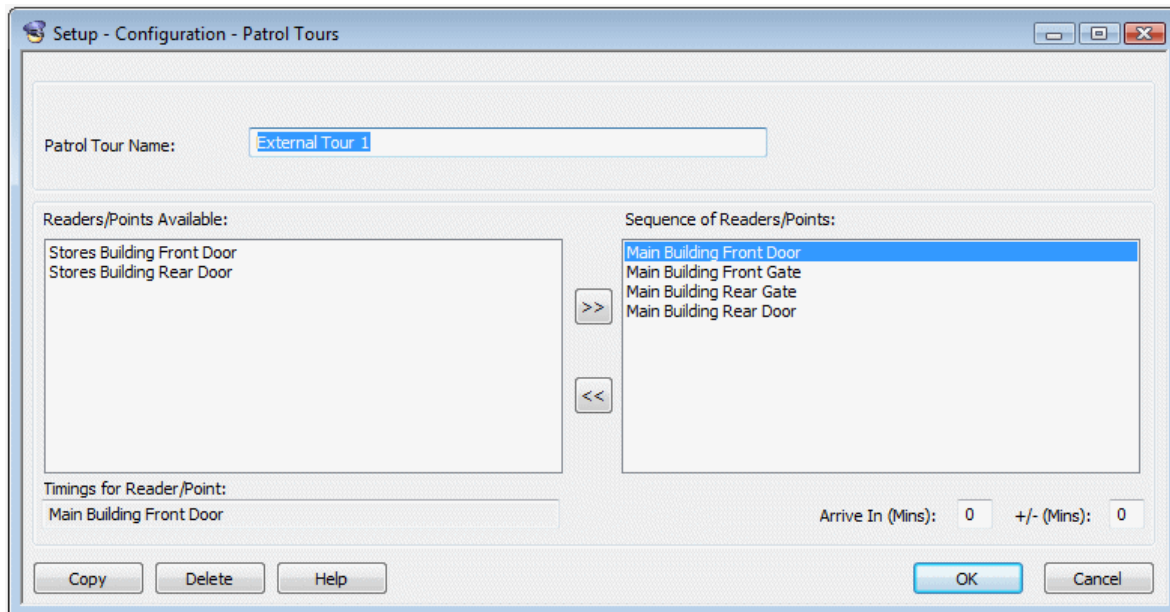 Setup - Configuration - Patrol Tours
Patrol Tour Name: External Tour 1
Readers/Points Available: Sequence of Readers/Points:
Stores Building Front Door Main Building Front Door
Stores Building Rear Door Main Building Front Gate
Main Building Rear Gate
>> Main Building Rear Door
<<
Timings for Reader/Point:
Main Building Front Door Arrive In (Mins): 0 +/- (Mins): 0
Copy Delete Help OK Cancel